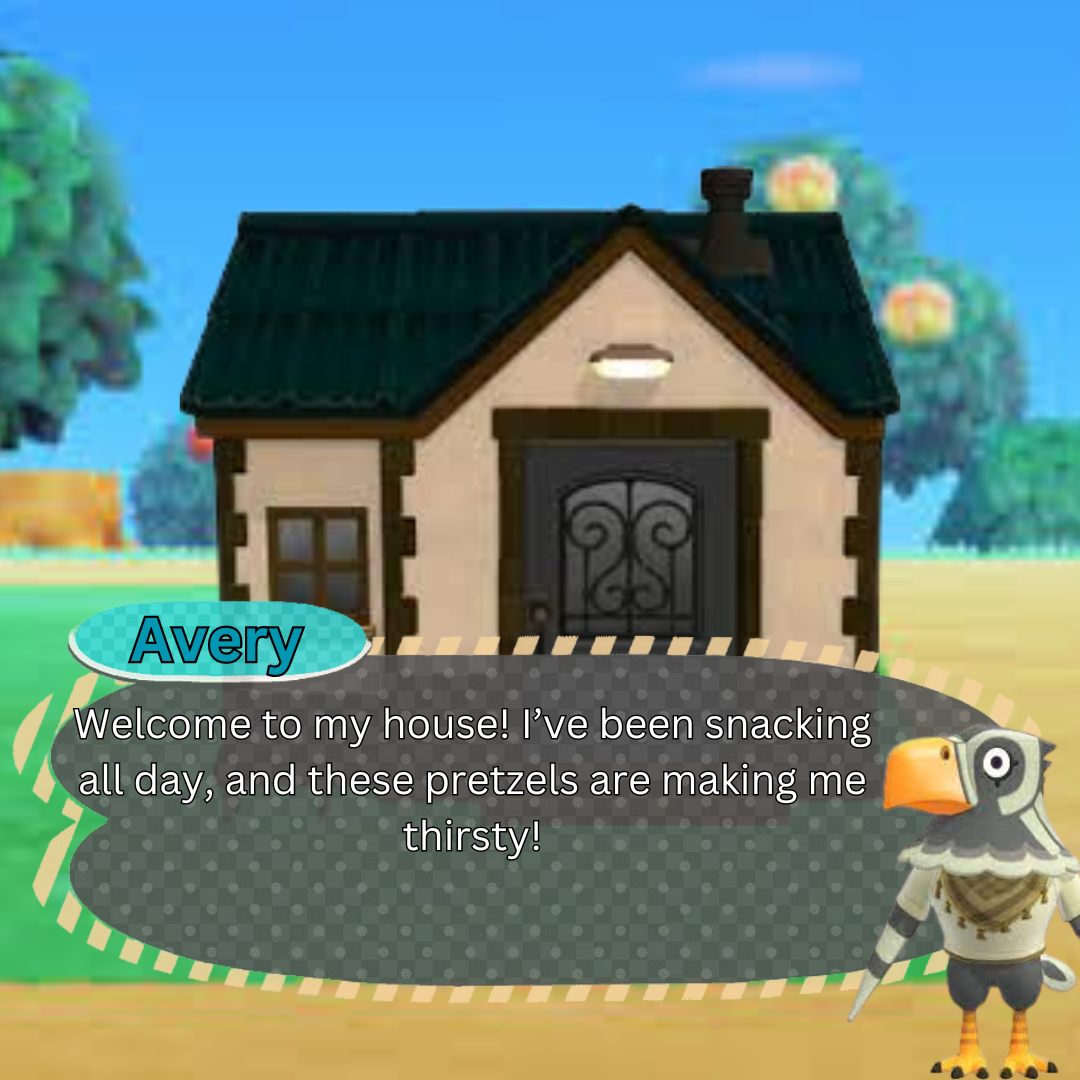 Avery
Welcome to my house! I’ve been snacking
all day, and these pretzels are making me
thirsty!